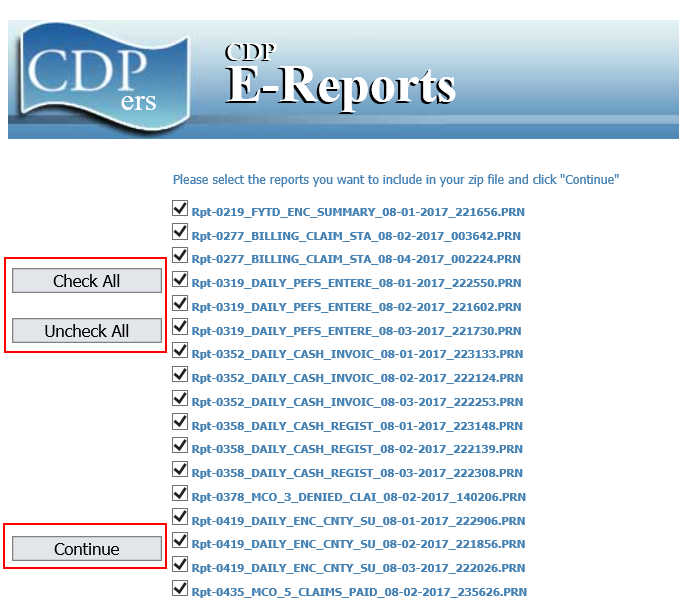 CDP
ers
CDP
E-Reports
Please select the reports you want to include in your zip file and click "Continue"
Rpt-0219_FYTD_ENC_SUMMARY_08-01-2017_221656.PRN
Rpt-0277_BILLING_CLAIM_STA_08-02-2017_003642.PRN
Rpt-0277_BILLING_CLAIM_STA_08-04-2017_002224.PRN
Check All
Rpt-0319_DAILY_PEFS_ENTERE_08-01-2017_222550.PRN
Rpt-0319_DAILY_PEFS_ENTERE_08-02-2017_221602.PRN
Uncheck All
Rpt-0319_DAILY_PEFS_ENTERE_08-03-2017_221730.PRN
Rpt-0352_DAILY_CASH_INVOIC_08-01-2017_223133.PRN
Rpt-0352_DAILY_CASH_INVOIC_08-02-2017_222124.PRN
Rpt-0352_DAILY_CASH_INVOIC_08-03-2017_222253.PRN
Rpt-0358_DAILY_CASH_REGIST_08-01-2017_223148.PRN
Rpt-0358_DAILY_CASH_REGIST_08-02-2017_222139.PRN
Rpt-0358_DAILY_CASH_REGIST_08-03-2017_222308.PRN
Rpt-0378_MCO_3_DENIED_CLAI_08-02-2017_140206.PRN
Rpt-0419_DAILY_ENC_CNTY_SU_08-01-2017_222906.PRN
Rpt-0419_DAILY_ENC_CNTY_SU_08-02-2017_221856.PRN
Continue
Rpt-0419_DAILY_ENC_CNTY_SU_08-03-2017_222026.PRN
Rpt-0435_MCO_5_CLAIMS_PAID_08-02-2017_235626.PRN